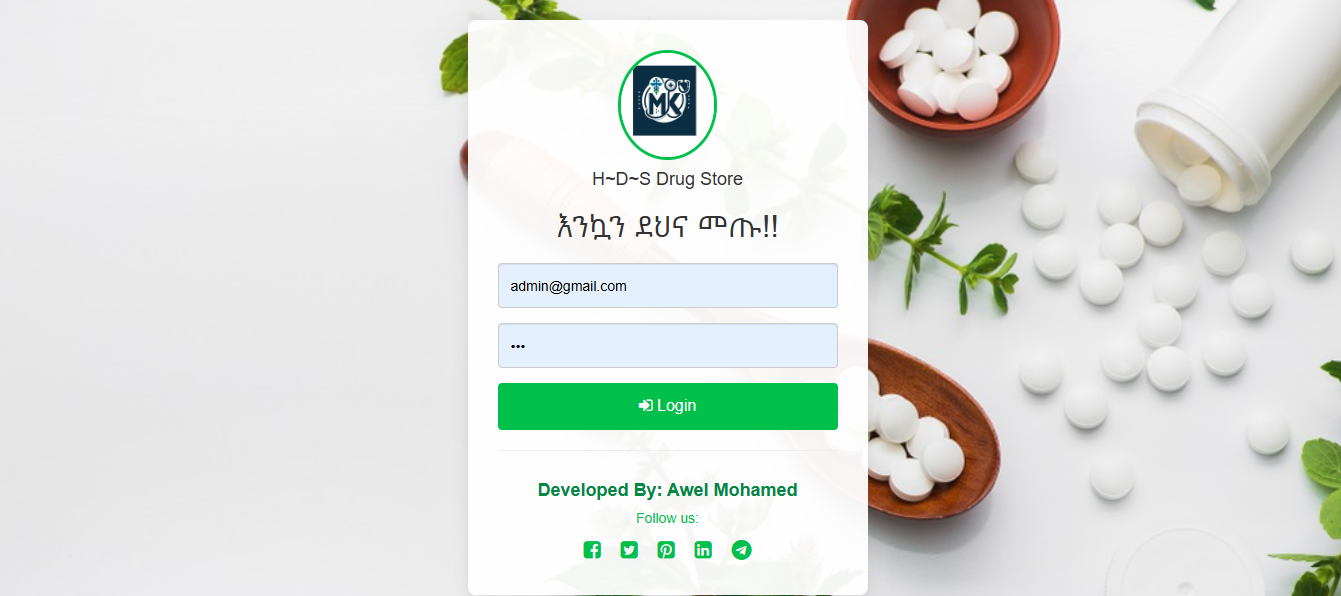 MK
H~D~S Drug Store
እንኳን ደህና መጡ!!
admin@gmail.com
•••
Login
Developed By: Awel Mohamed
Follow us: